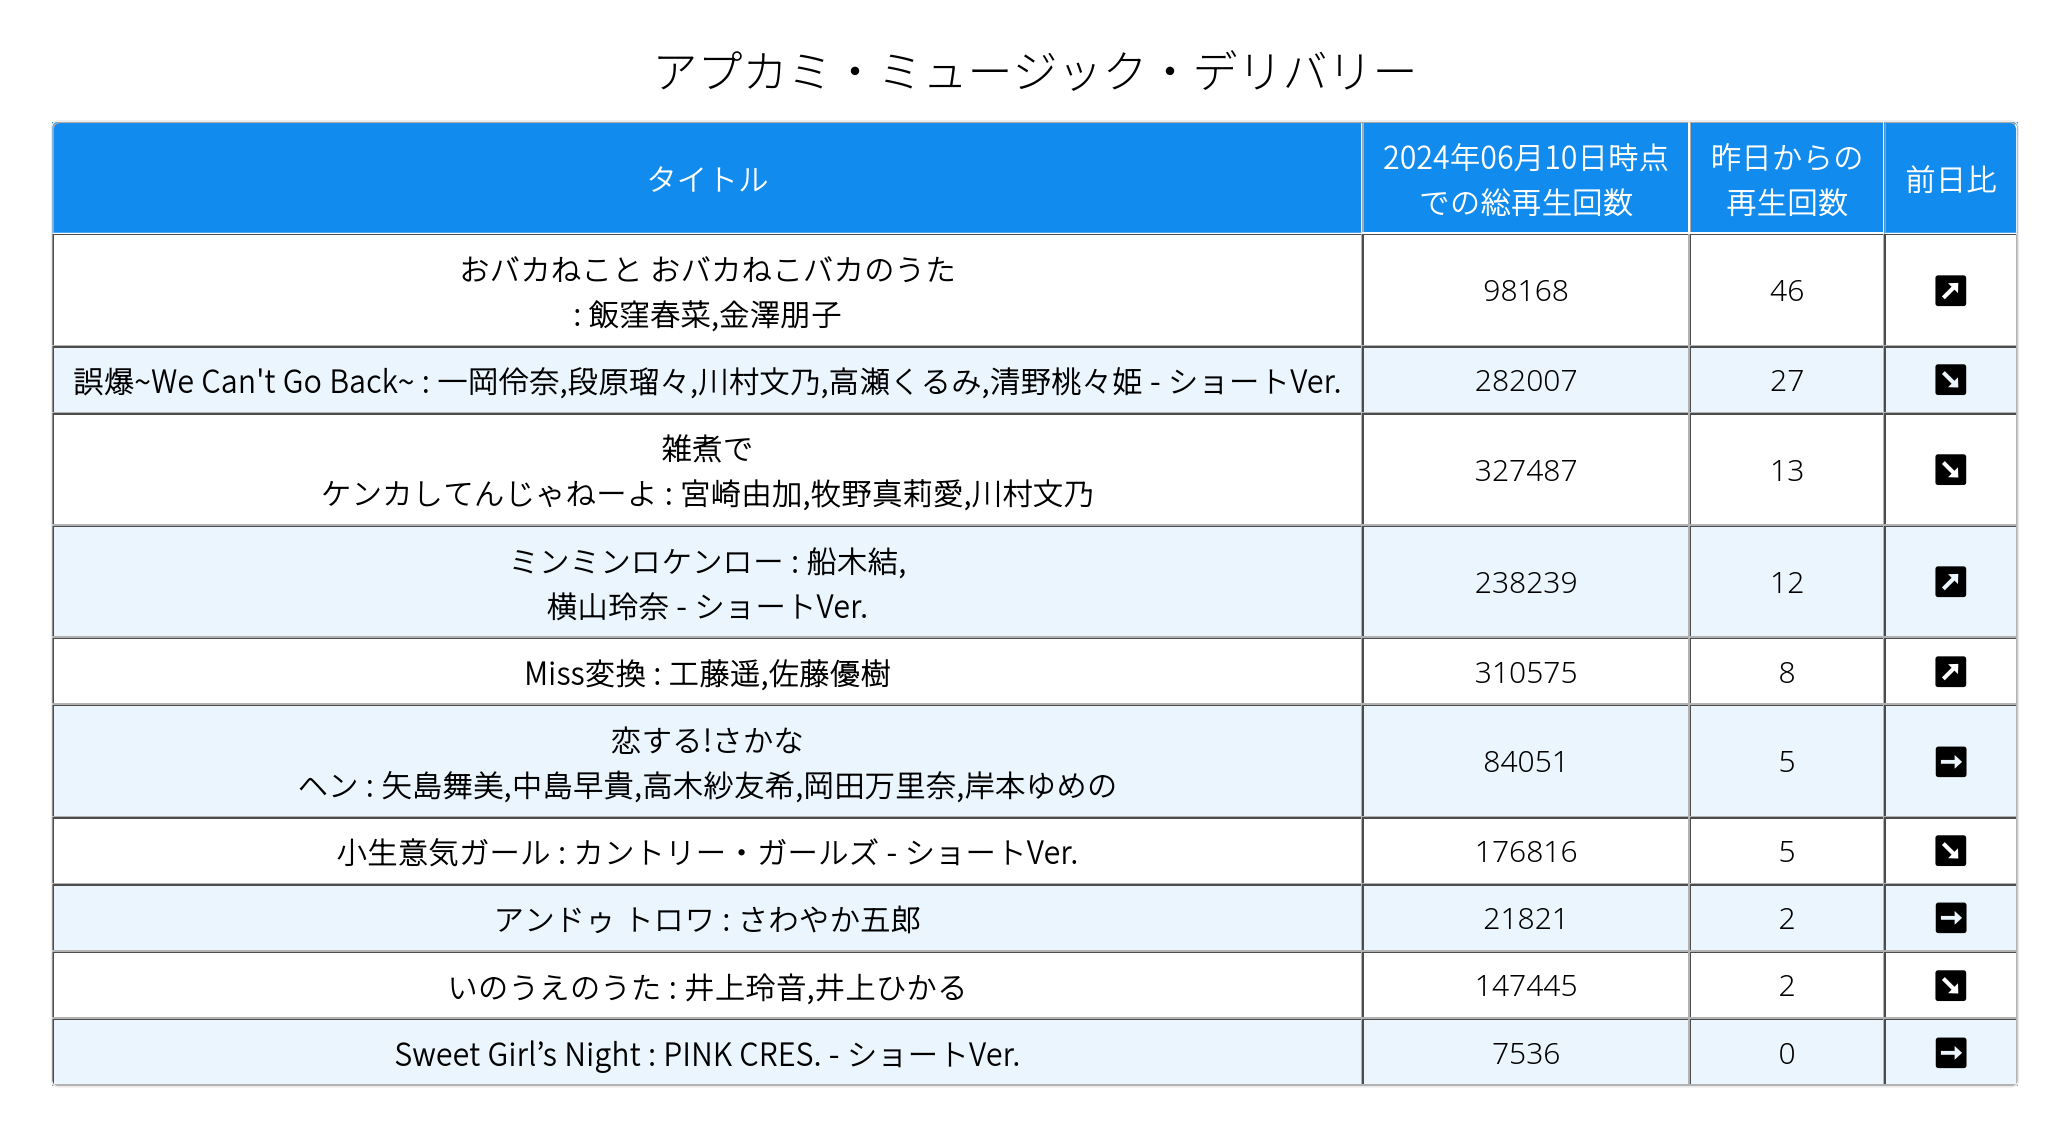 アプカミ・ミュージック・デリバリー
タイトル
2024年06月10日時点
での総再生回数
昨日からの
再生回数
前日比
おバカねこと おバカねこバカのうた
: 飯窪春菜,金澤朋子
98168
46
誤爆~We Can't Go Back~ : 一岡伶奈,段原瑠々,川村文乃,高瀬くるみ,清野桃々姫 - ショートVer.
282007
27
雑煮で
ケンカしてんじゃねーよ : 宮崎由加,牧野真莉愛,川村文乃
327487
13
ミンミンロケンロー : 船木結,
横山玲奈 - ショートVer.
238239
12
Miss変換 : 工藤遥,佐藤優樹
310575
8
恋する!さかな
ヘン : 矢島舞美,中島早貴,高木紗友希,岡田万里奈,岸本ゆめの
84051
5
小生意気ガール : カントリー・ガールズ - ショートVer.
176816
5
アンドゥ トロワ : さわやか五郎
21821
2
いのうえのうた : 井上玲音,井上ひかる
147445
2
Sweet Girl’s Night : PINK CRES. - ショートVer.
7536
0